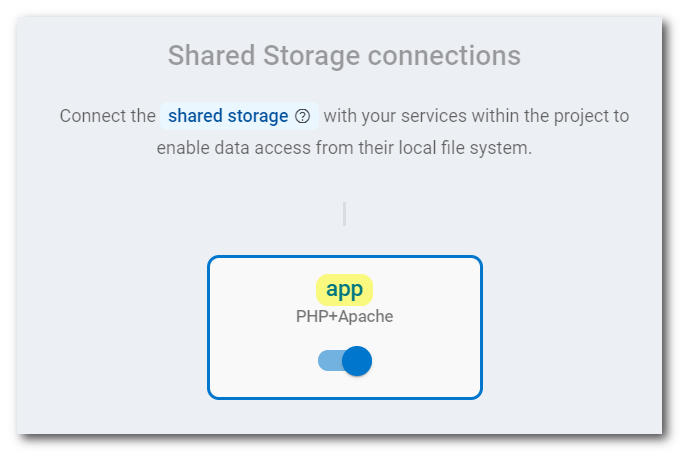 Shared Storage connections
Connect the shared storage with your services within the project to
enable data access from their local file system.
app
PHP+Apache